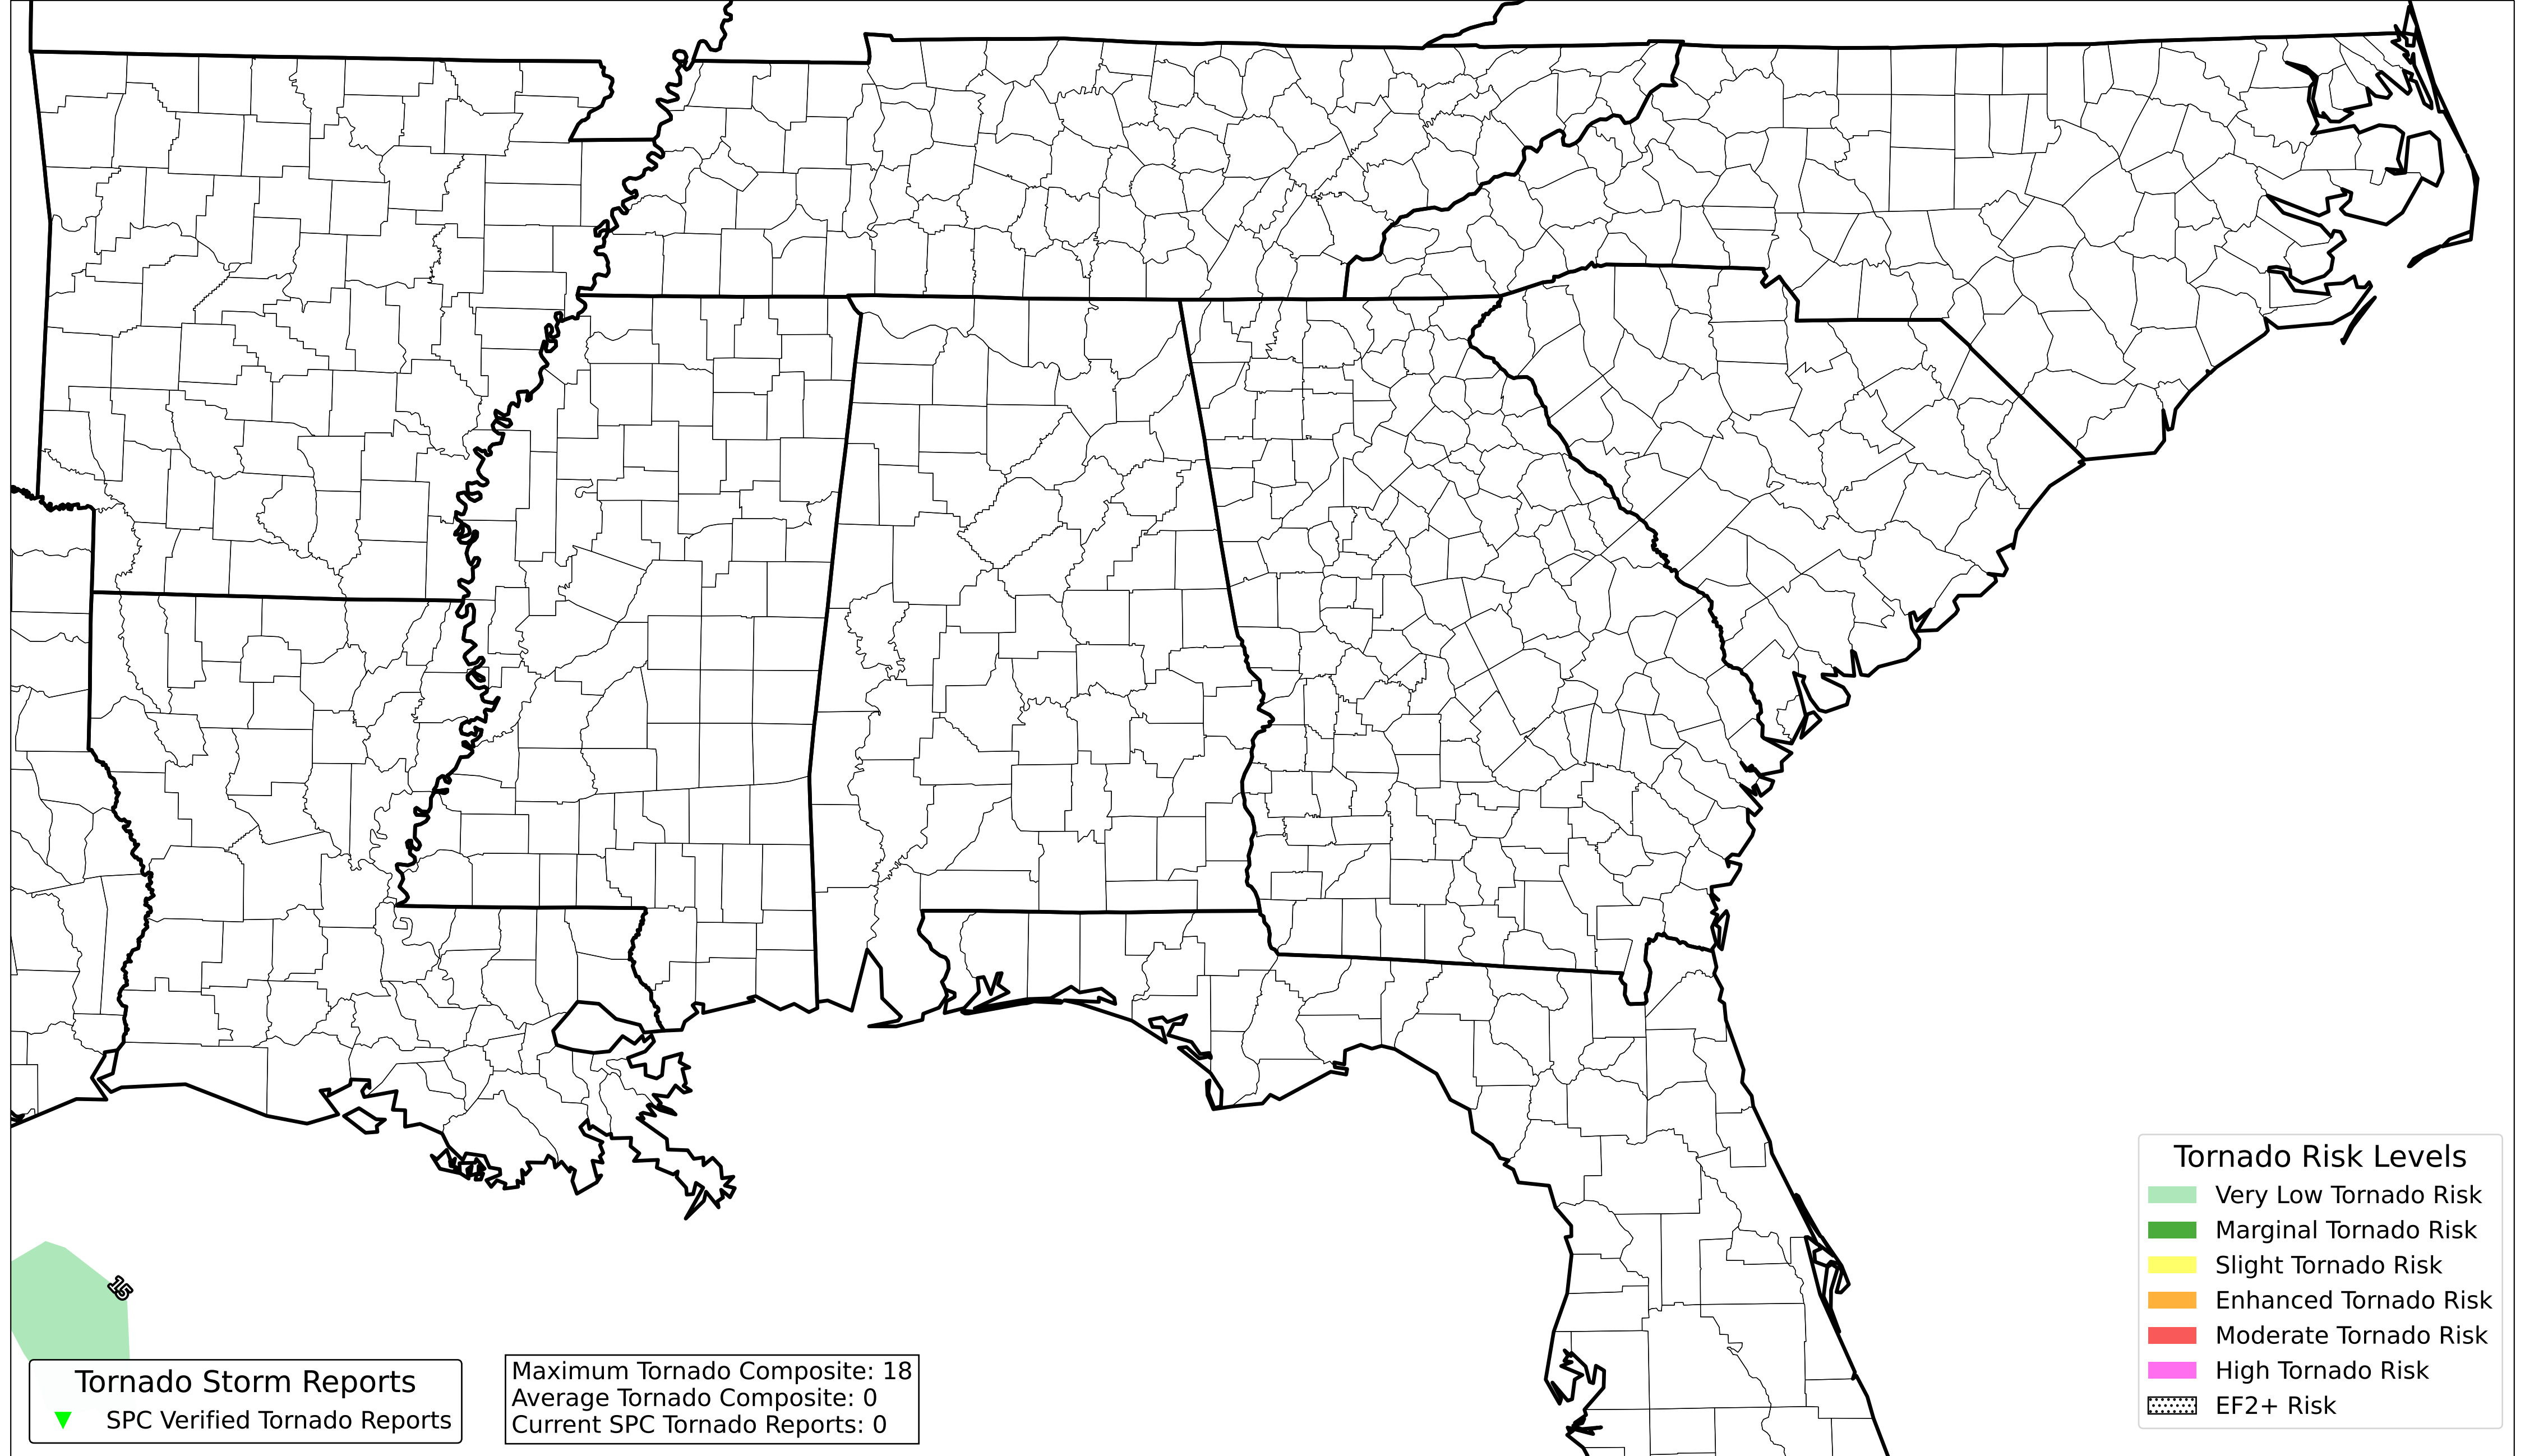 15
Tornado Storm Reports
SPC Verified Tornado Reports
Maximum Tornado Composite: 18
Average Tornado Composite: 0
Current SPC Tornado Reports: 0
Tornado Risk Levels
Very Low Tornado Risk
Marginal Tornado Risk
Slight Tornado Risk
Enhanced Tornado Risk
Moderate Tornado Risk
High Tornado Risk
EF2+ Risk